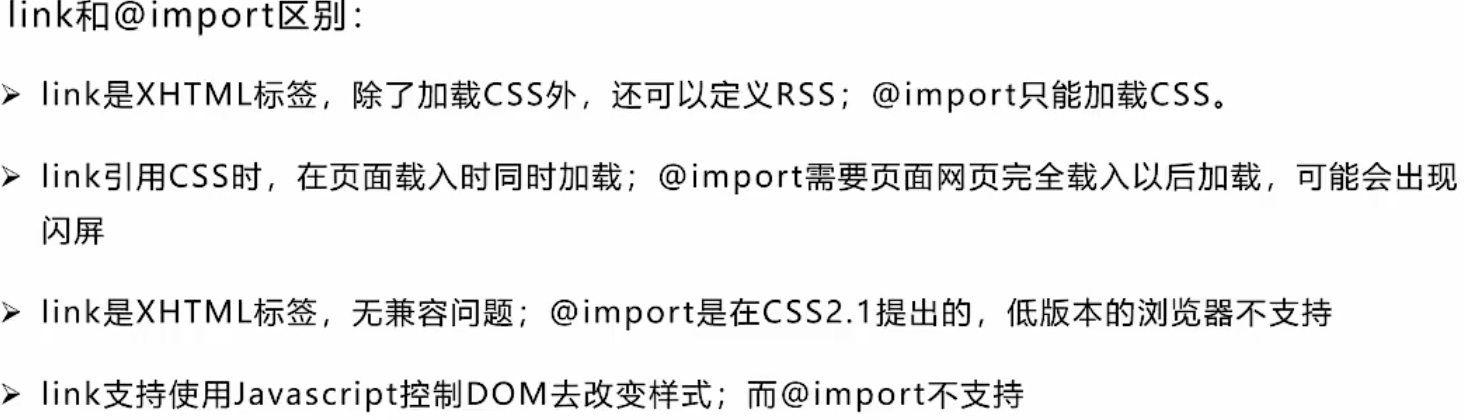 link和@import区别：
➢ link是XHTML标签，除了加载CSS外，还可以定义RSS；@import只能加载CSS。
➢ link引用CSS时，在页面载入时同时加载；@import需要页面网页完全载入以后加载，可能会出现
闪屏
➢ link是XHTML标签，无兼容问题；@import是在CSS2.1提出的，低版本的浏览器不支持
➢ link支持使用Javascript控制DOM去改变样式；而@import不支持